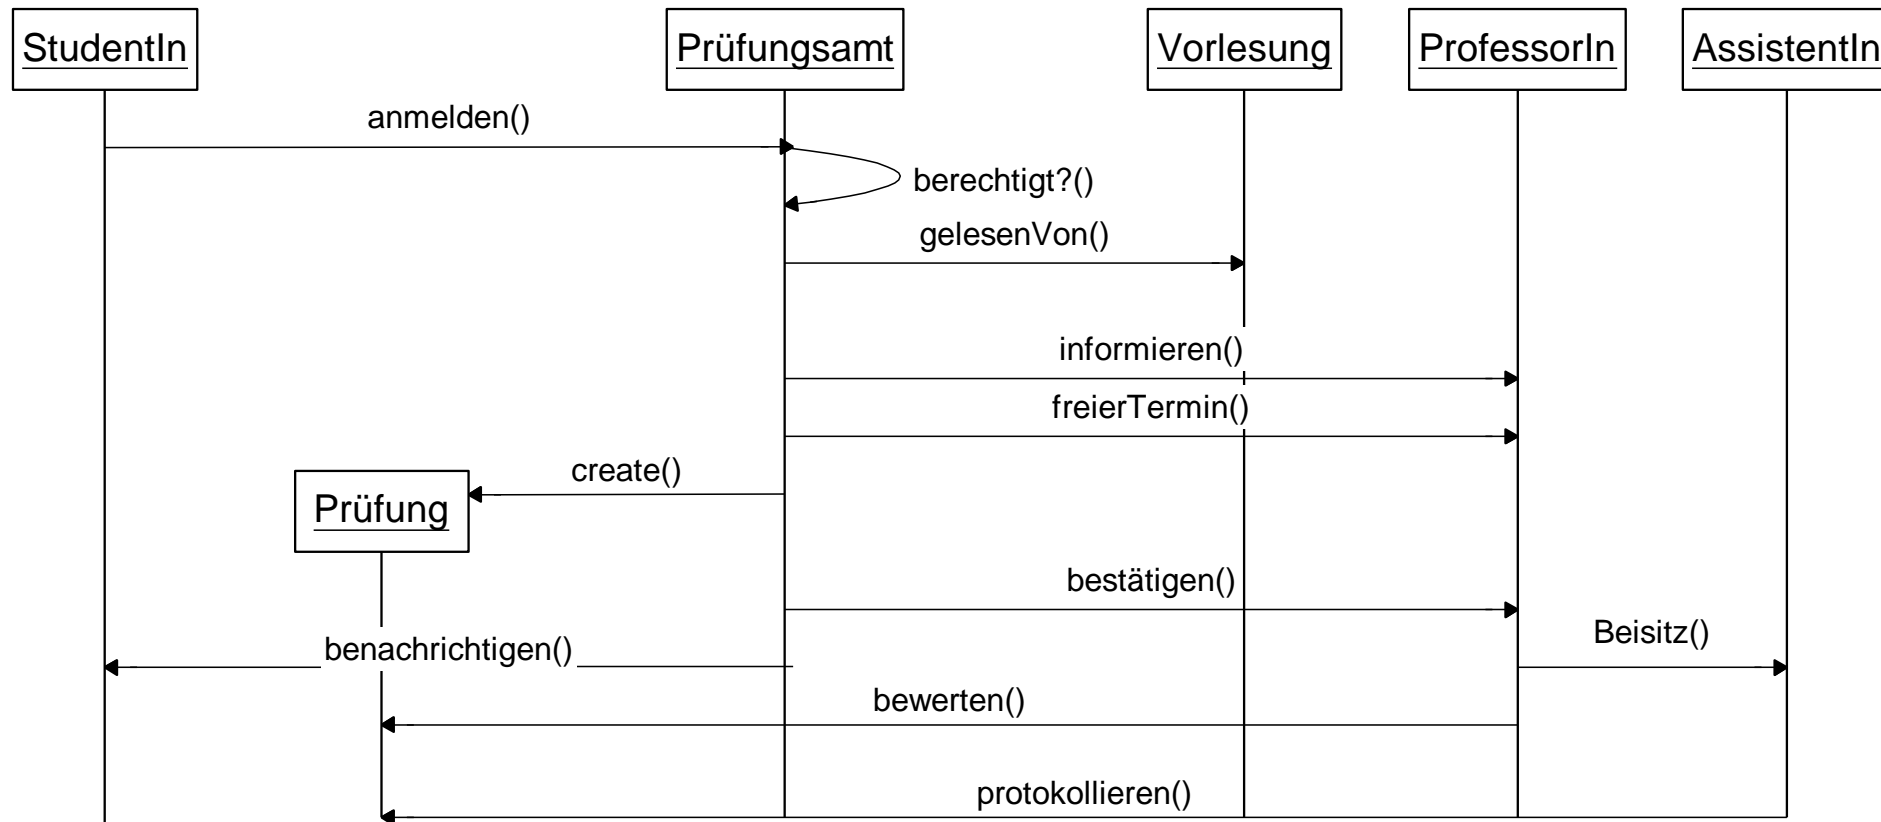 StudentIn
Prüfungsamt
Vorlesung
ProfessorIn
AssistentIn
anmelden()
berechtigt?()
gelesenVon()
informieren()
freierTermin()
create()
Prüfung
bestätigen()
Beisitz()
benachrichtigen()
bewerten()
protokollieren()